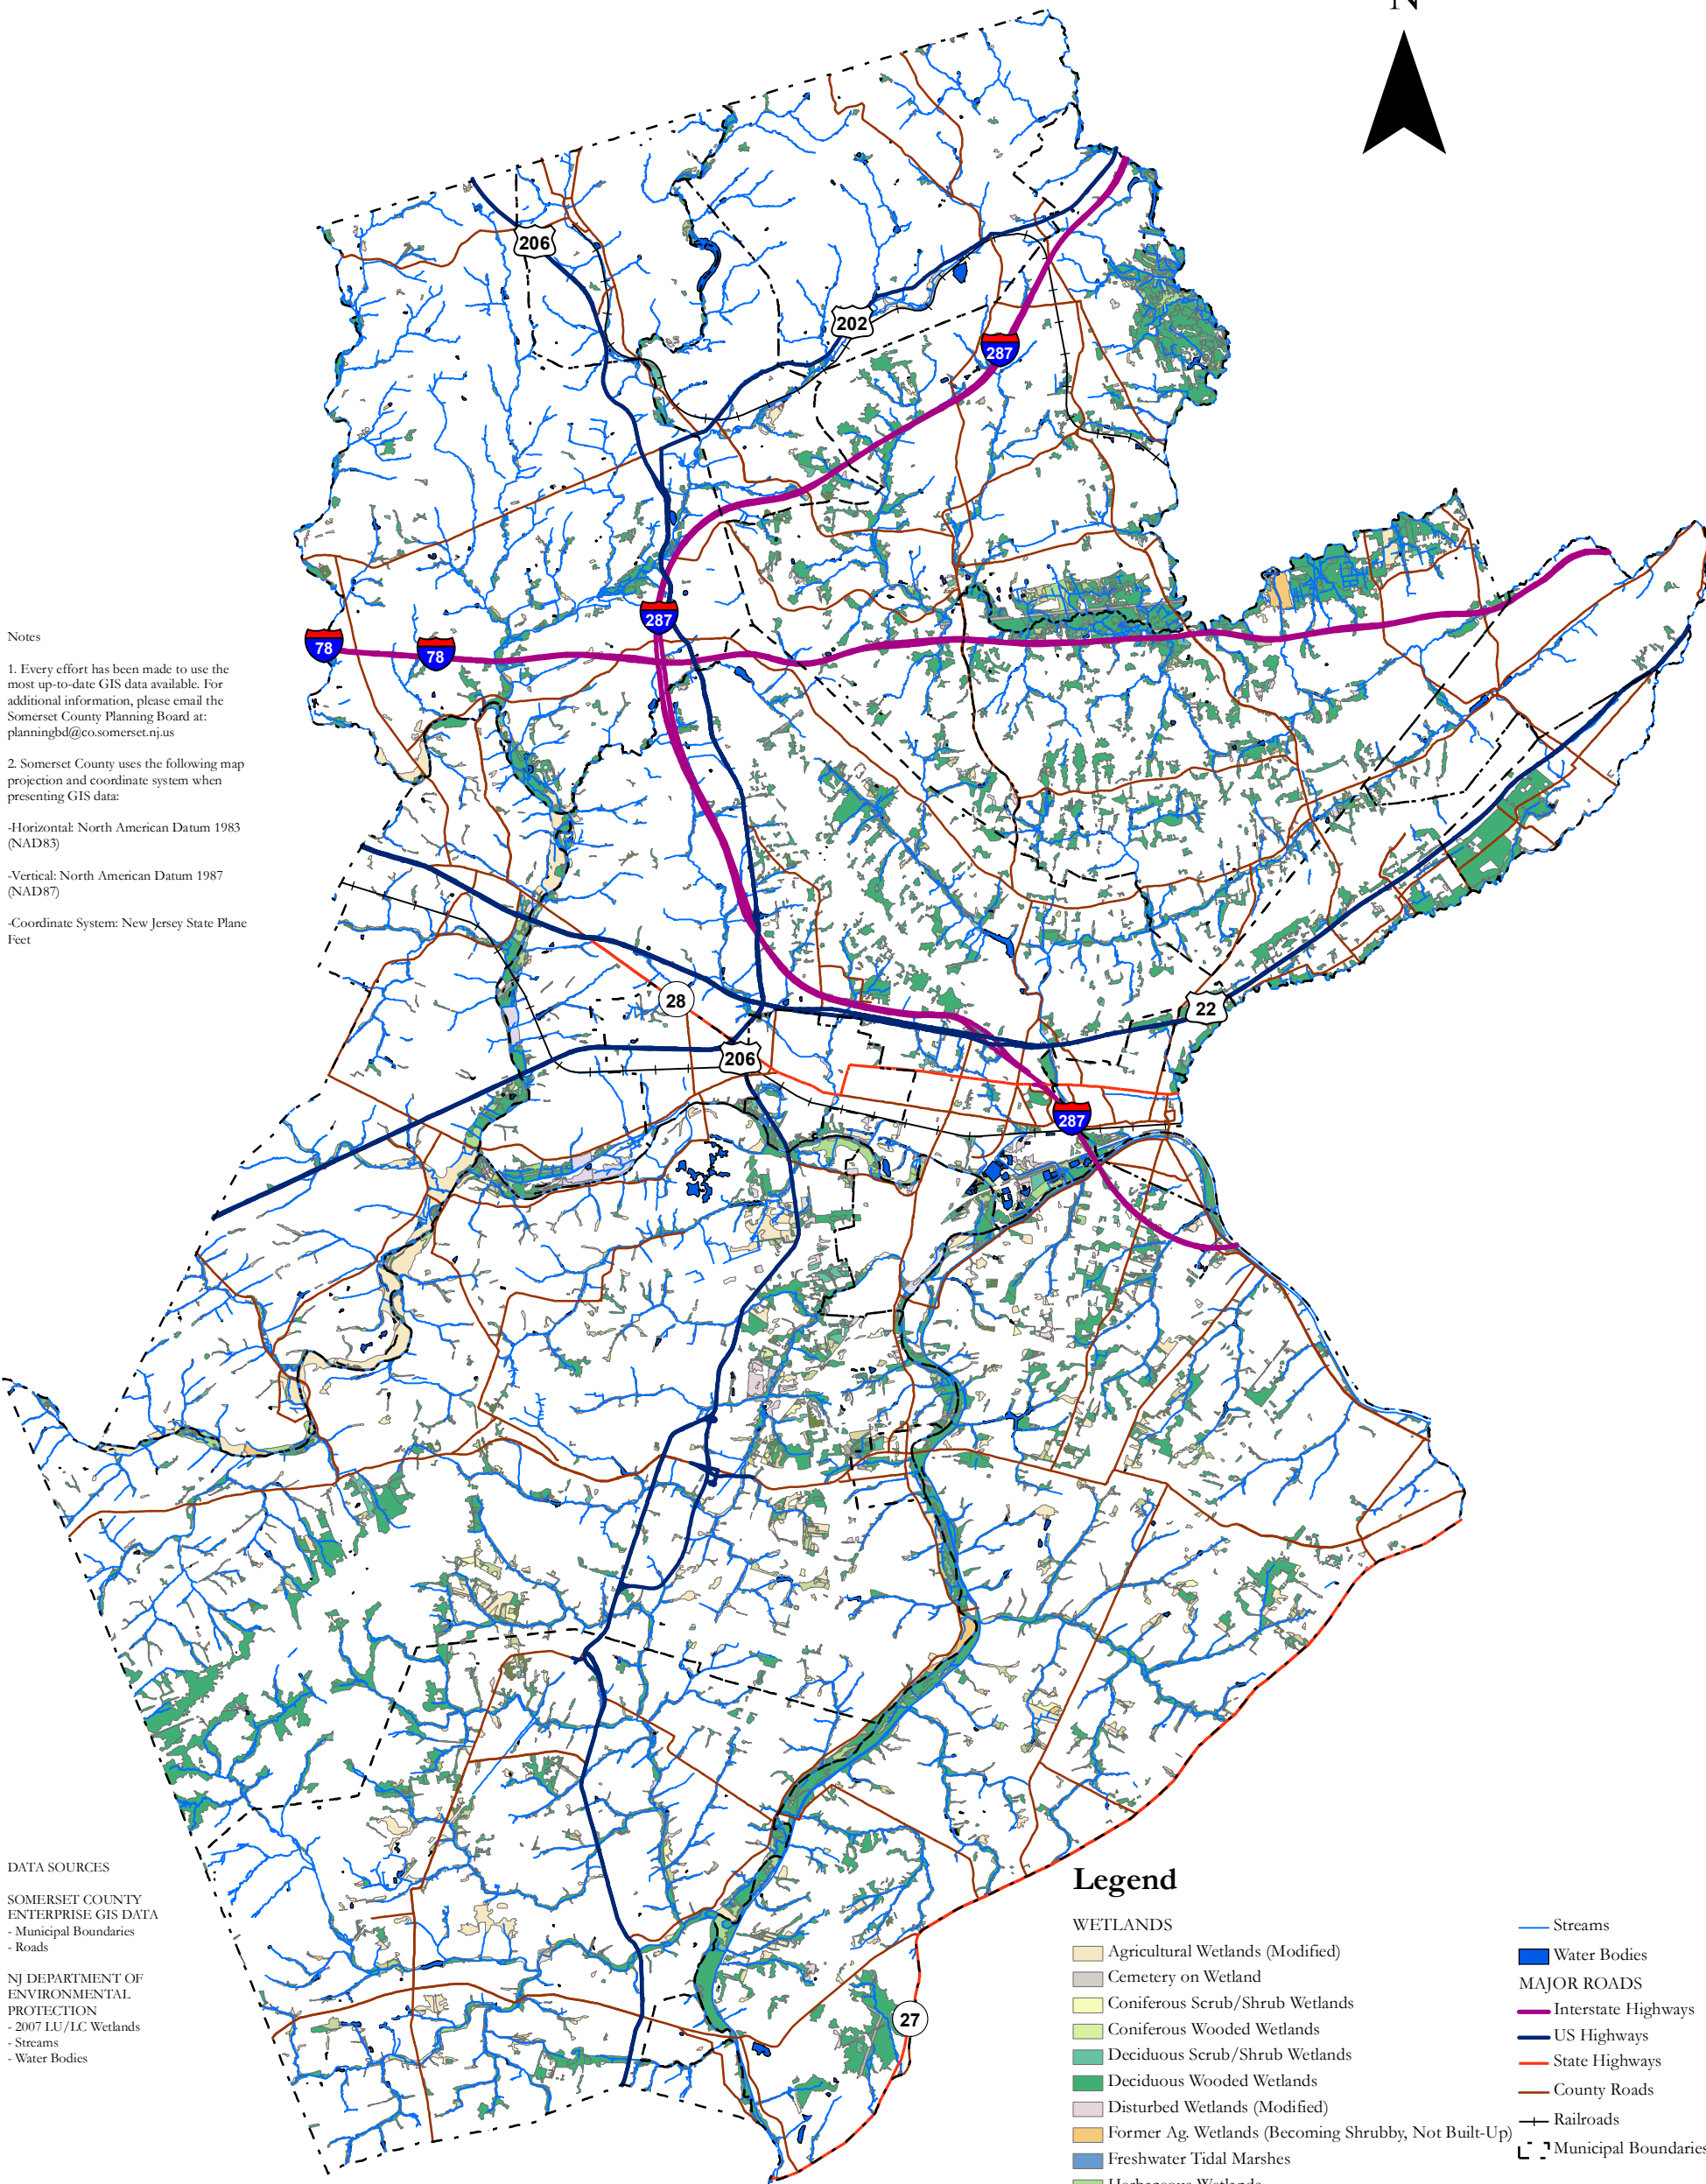 N
206
202
287
287
78
78
Notes
1. Every effort has been made to use the
most up-to-date GIS data available. For
additional information, please email the
Somerset County Planning Board at:
planningbd@co.somerset.nj.us
2. Somerset County uses the following map
projection and coordinate system when
presenting GIS data:
-Horizontal: North American Datum 1983
(NAD83)
-Vertical: North American Datum 1987
(NAD87)
-Coordinate System: New Jersey State Plane
Feet
28
22
206
287
27
DATA SOURCES
SOMERSET COUNTY
ENTERPRISE GIS DATA
- Municipal Boundaries
- Roads
NJ DEPARTMENT OF
ENVIRONMENTAL
PROTECTION
- 2007 LU/LC Wetlands
- Streams
- Water Bodies
Legend
WETLANDS
Agricultural Wetlands (Modified)
Cemetery on Wetland
Coniferous Scrub/Shrub Wetlands
Coniferous Wooded Wetlands
Deciduous Scrub/Shrub Wetlands
Deciduous Wooded Wetlands
Disturbed Wetlands (Modified)
Former Ag. Wetlands (Becoming Shrubby, Not Built-Up)
Freshwater Tidal Marshes
Herbaceous Wetlands
Streams
Water Bodies
MAJOR ROADS
Interstate Highways
US Highways
State Highways
County Roads
Railroads
Municipal Boundaries